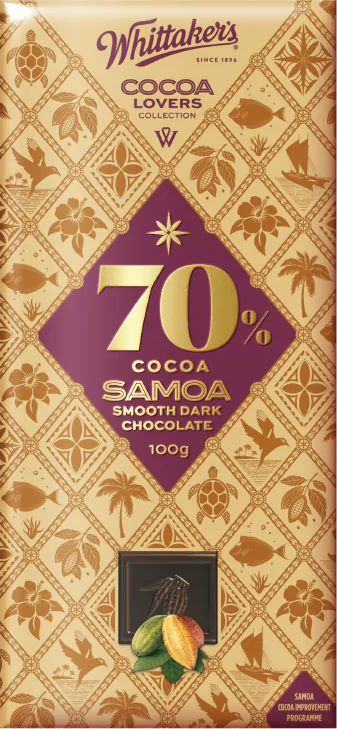 Whittaker's
SINCE 1896
COCOA
LOVERS
COLLECTION
W
70%
COCOA
SAMOA
SMOOTH DARK
CHOCOLATE
100g
SAMOA
COCOA IMPROVEMENT
PROGRAMME